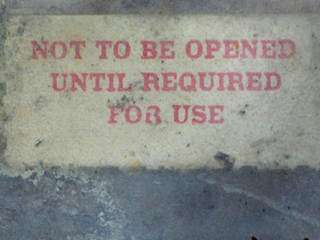 NOT TO BE OPENED
UNTIL REQUIRED
FOR USE